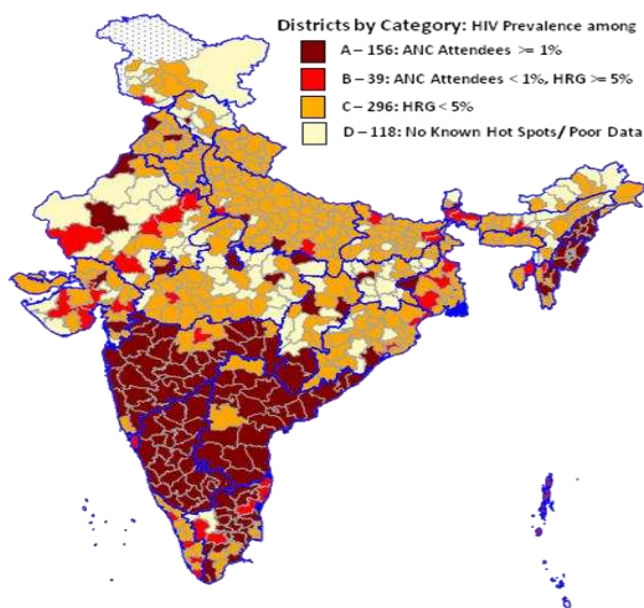 Districts by Category: HIV Prevalence among
A – 156: ANC Attendees >= 1%
B – 39: ANC Attendees < 1%, HRG >= 5%
C – 296: HRG < 5%
D – 118: No Known Hot Spots/ Poor Data